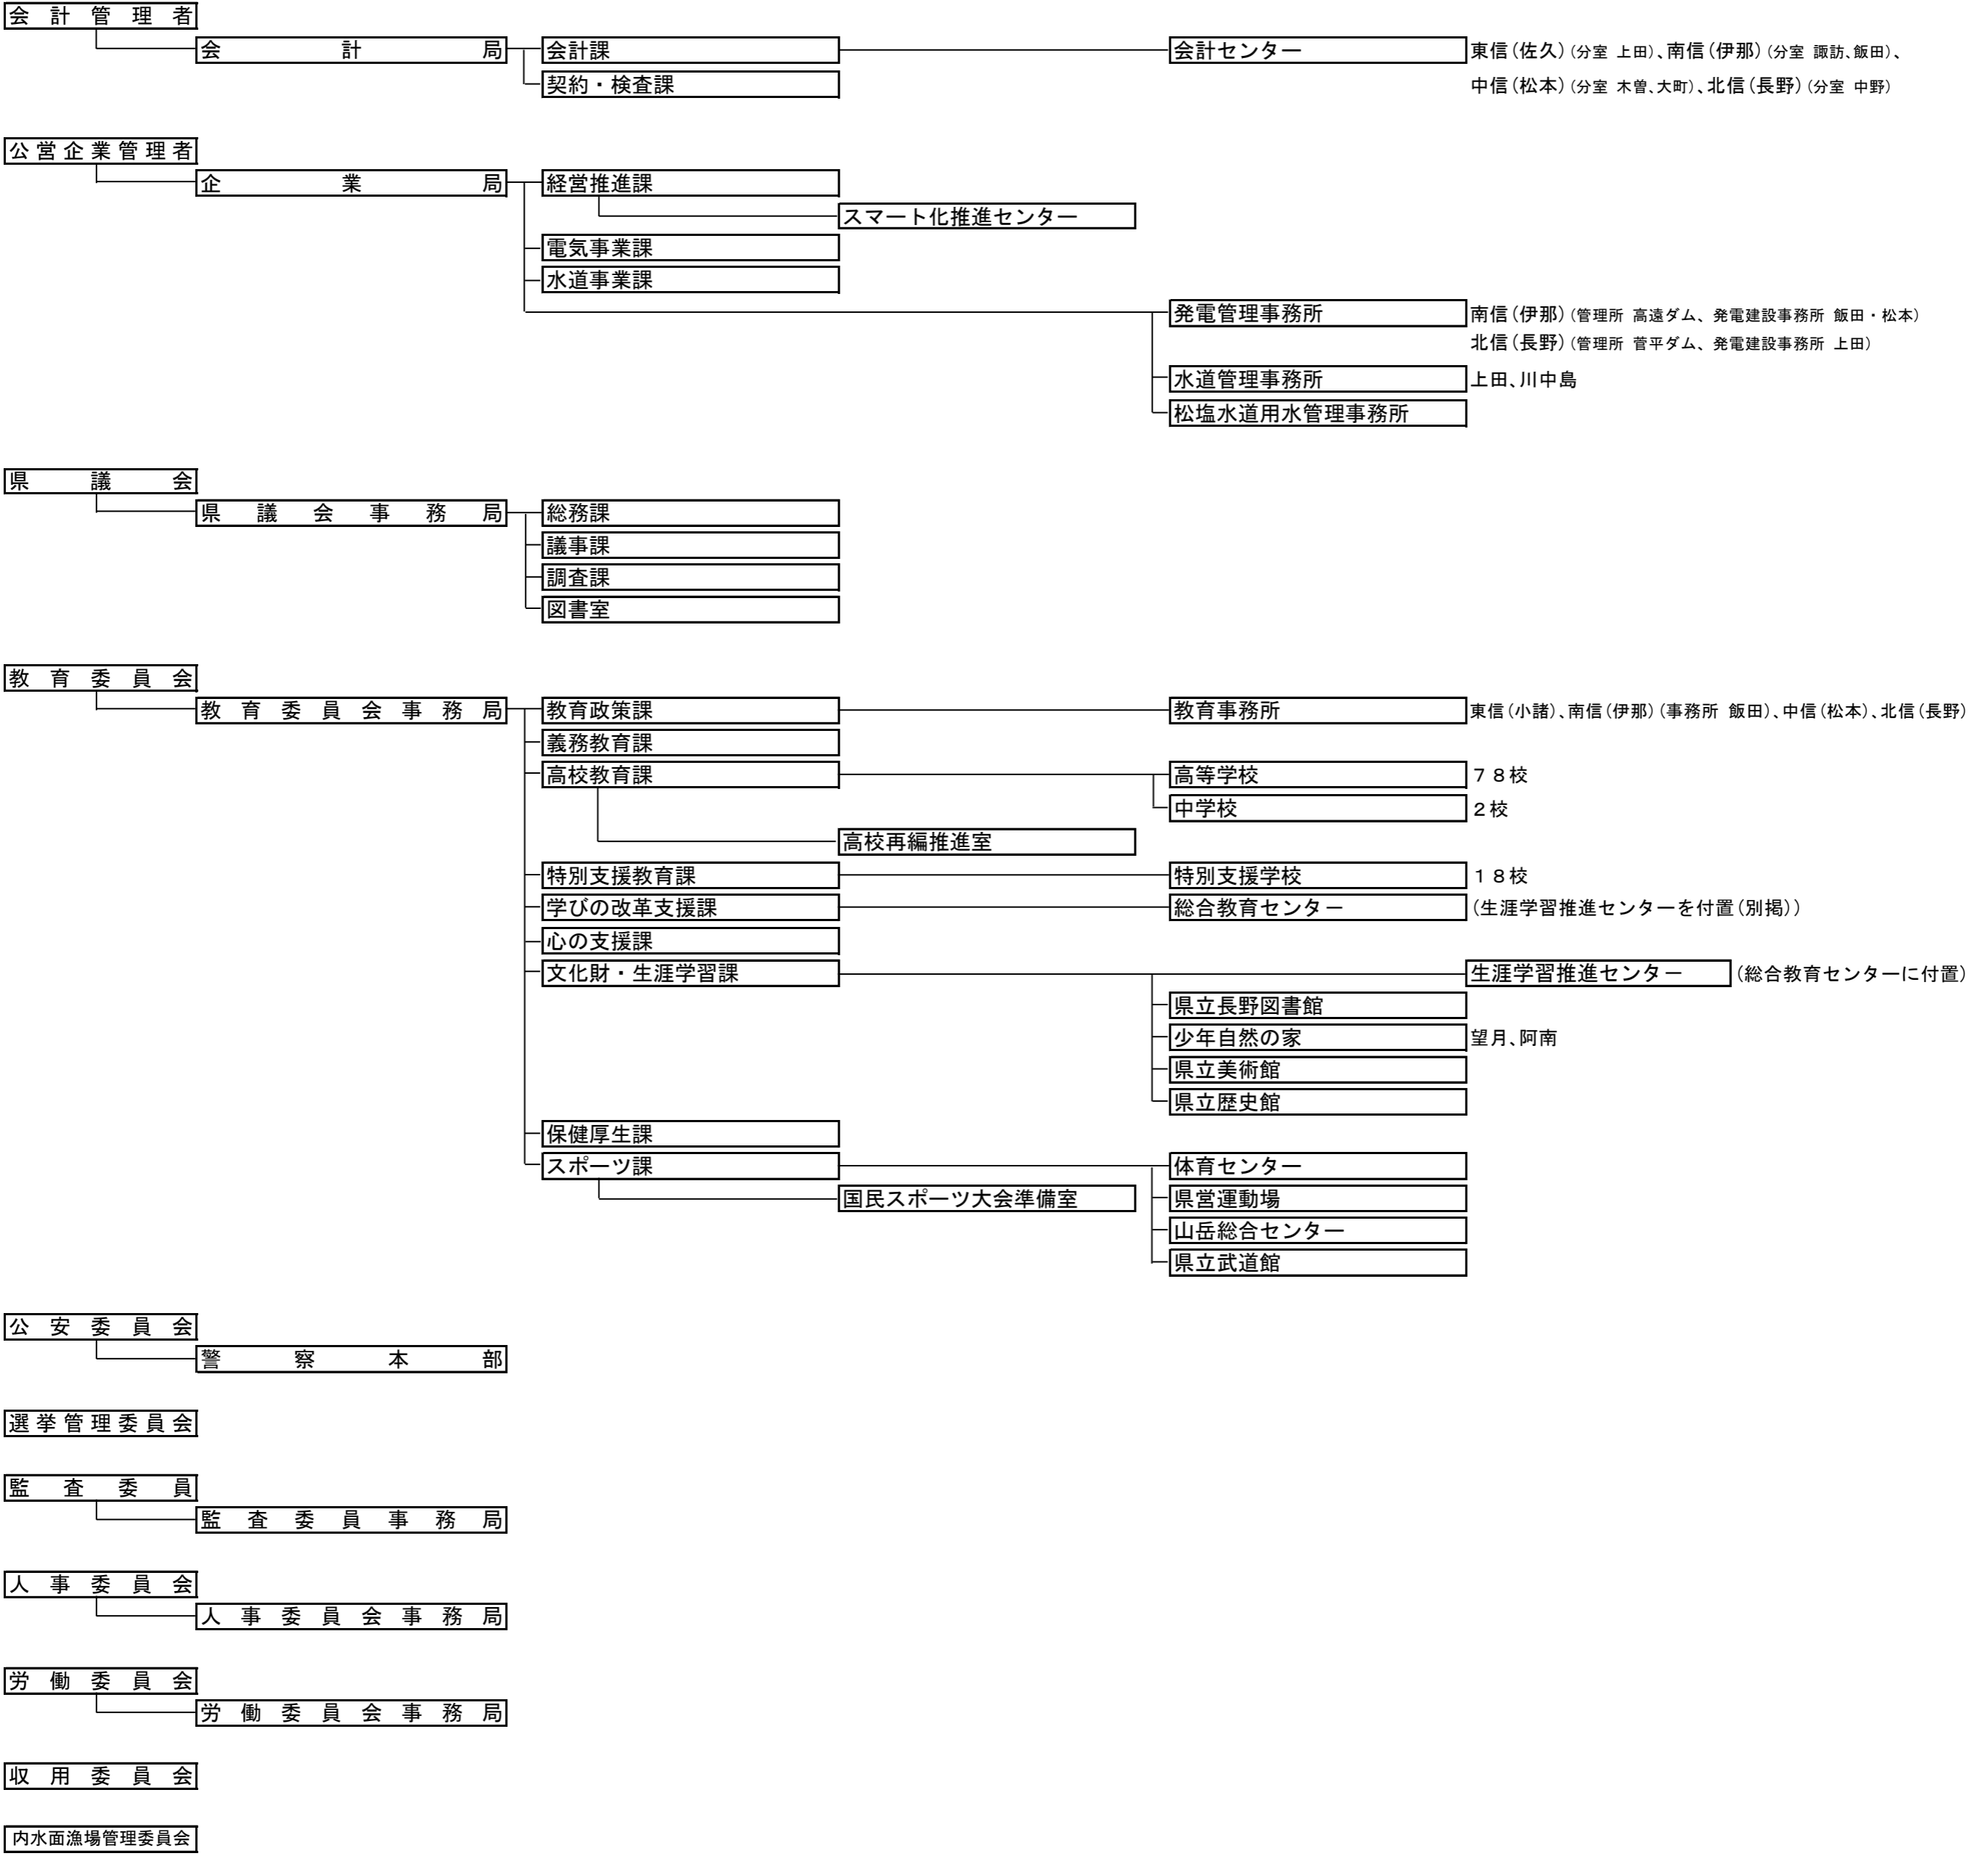 会計管理者
会計局
会計課
会計センター
東信(佐久)(分室 上田)、南信(伊那)(分室 諏訪、飯田)、
契約・検査課
中信(松本)(分室 木曽、大町)、北信(長野)(分室 中野)
公営企業管理者
企業局
経営推進課
スマート化推進センター
電気事業課
水道事業課
発電管理事務所
南信(伊那)(管理所 高遠ダム、発電建設事務所 飯田・松本)
北信(長野)(管理所 菅平ダム、発電建設事務所 上田)
水道管理事務所
上田、川中島
松塩水道用水管理事務所
県議会
県議会事務局
総務課
議事課
調査課
図書室
教育委員会
教育委員会事務局
教育政策課
教育事務所
東信(小諸)、南信(伊那)(事務所 飯田)、中信(松本)、北信(長野)
義務教育課
高校教育課
高等学校
78校
中学校
2校
高校再編推進室
特別支援教育課
特別支援学校
18校
学びの改革支援課
総合教育センター
(生涯学習推進センターを付置(別掲))
心の支援課
文化財・生涯学習課
生涯学習推進センター
(総合教育センターに付置)
県立長野図書館
少年自然の家
望月、阿南
県立美術館
県立歴史館
保健厚生課
スポーツ課
体育センター
国民スポーツ大会準備室
県営運動場
山岳総合センター
県立武道館
公安委員会
警察本部
選挙管理委員会
監査委員
監査委員事務局
人事委員会
人事委員会事務局
労働委員会
労働委員会事務局
収用委員会
内水面漁場管理委員会